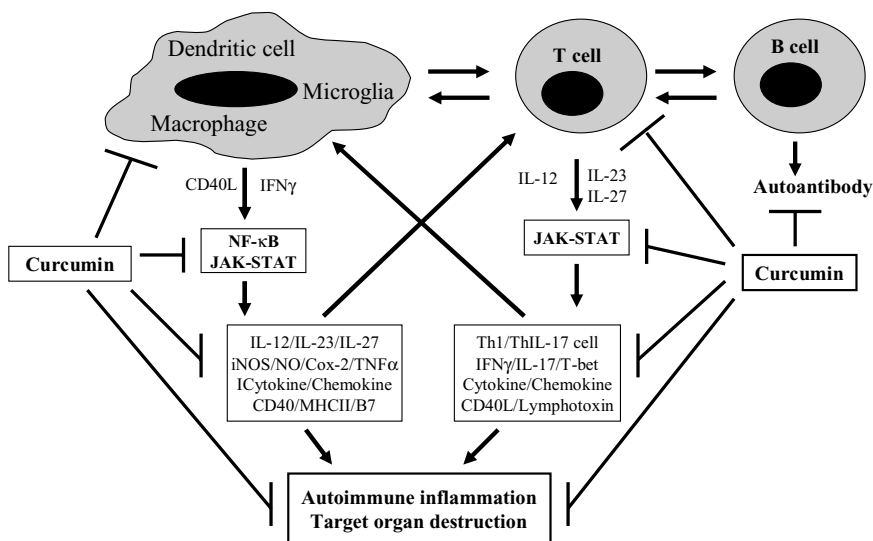 Dendritic cell
Microglia
Macrophage
T cell
B cell
CD40L
IFNγ
IL-12
IL-23
IL-27
Autoantibody
Curcumin
NF-κB
JAK-STAT
JAK-STAT
Curcumin
IL-12/IL-23/IL-27
iNOS/NO/Cox-2/TNFα
ICytokine/Chemokine
CD40/MHCII/B7
Th1/ThIL-17 cell
IFNγ/IL-17/T-bet
Cytokine/Chemokine
CD40L/Lymphotoxin
Autoimmune inflammation
Target organ destruction